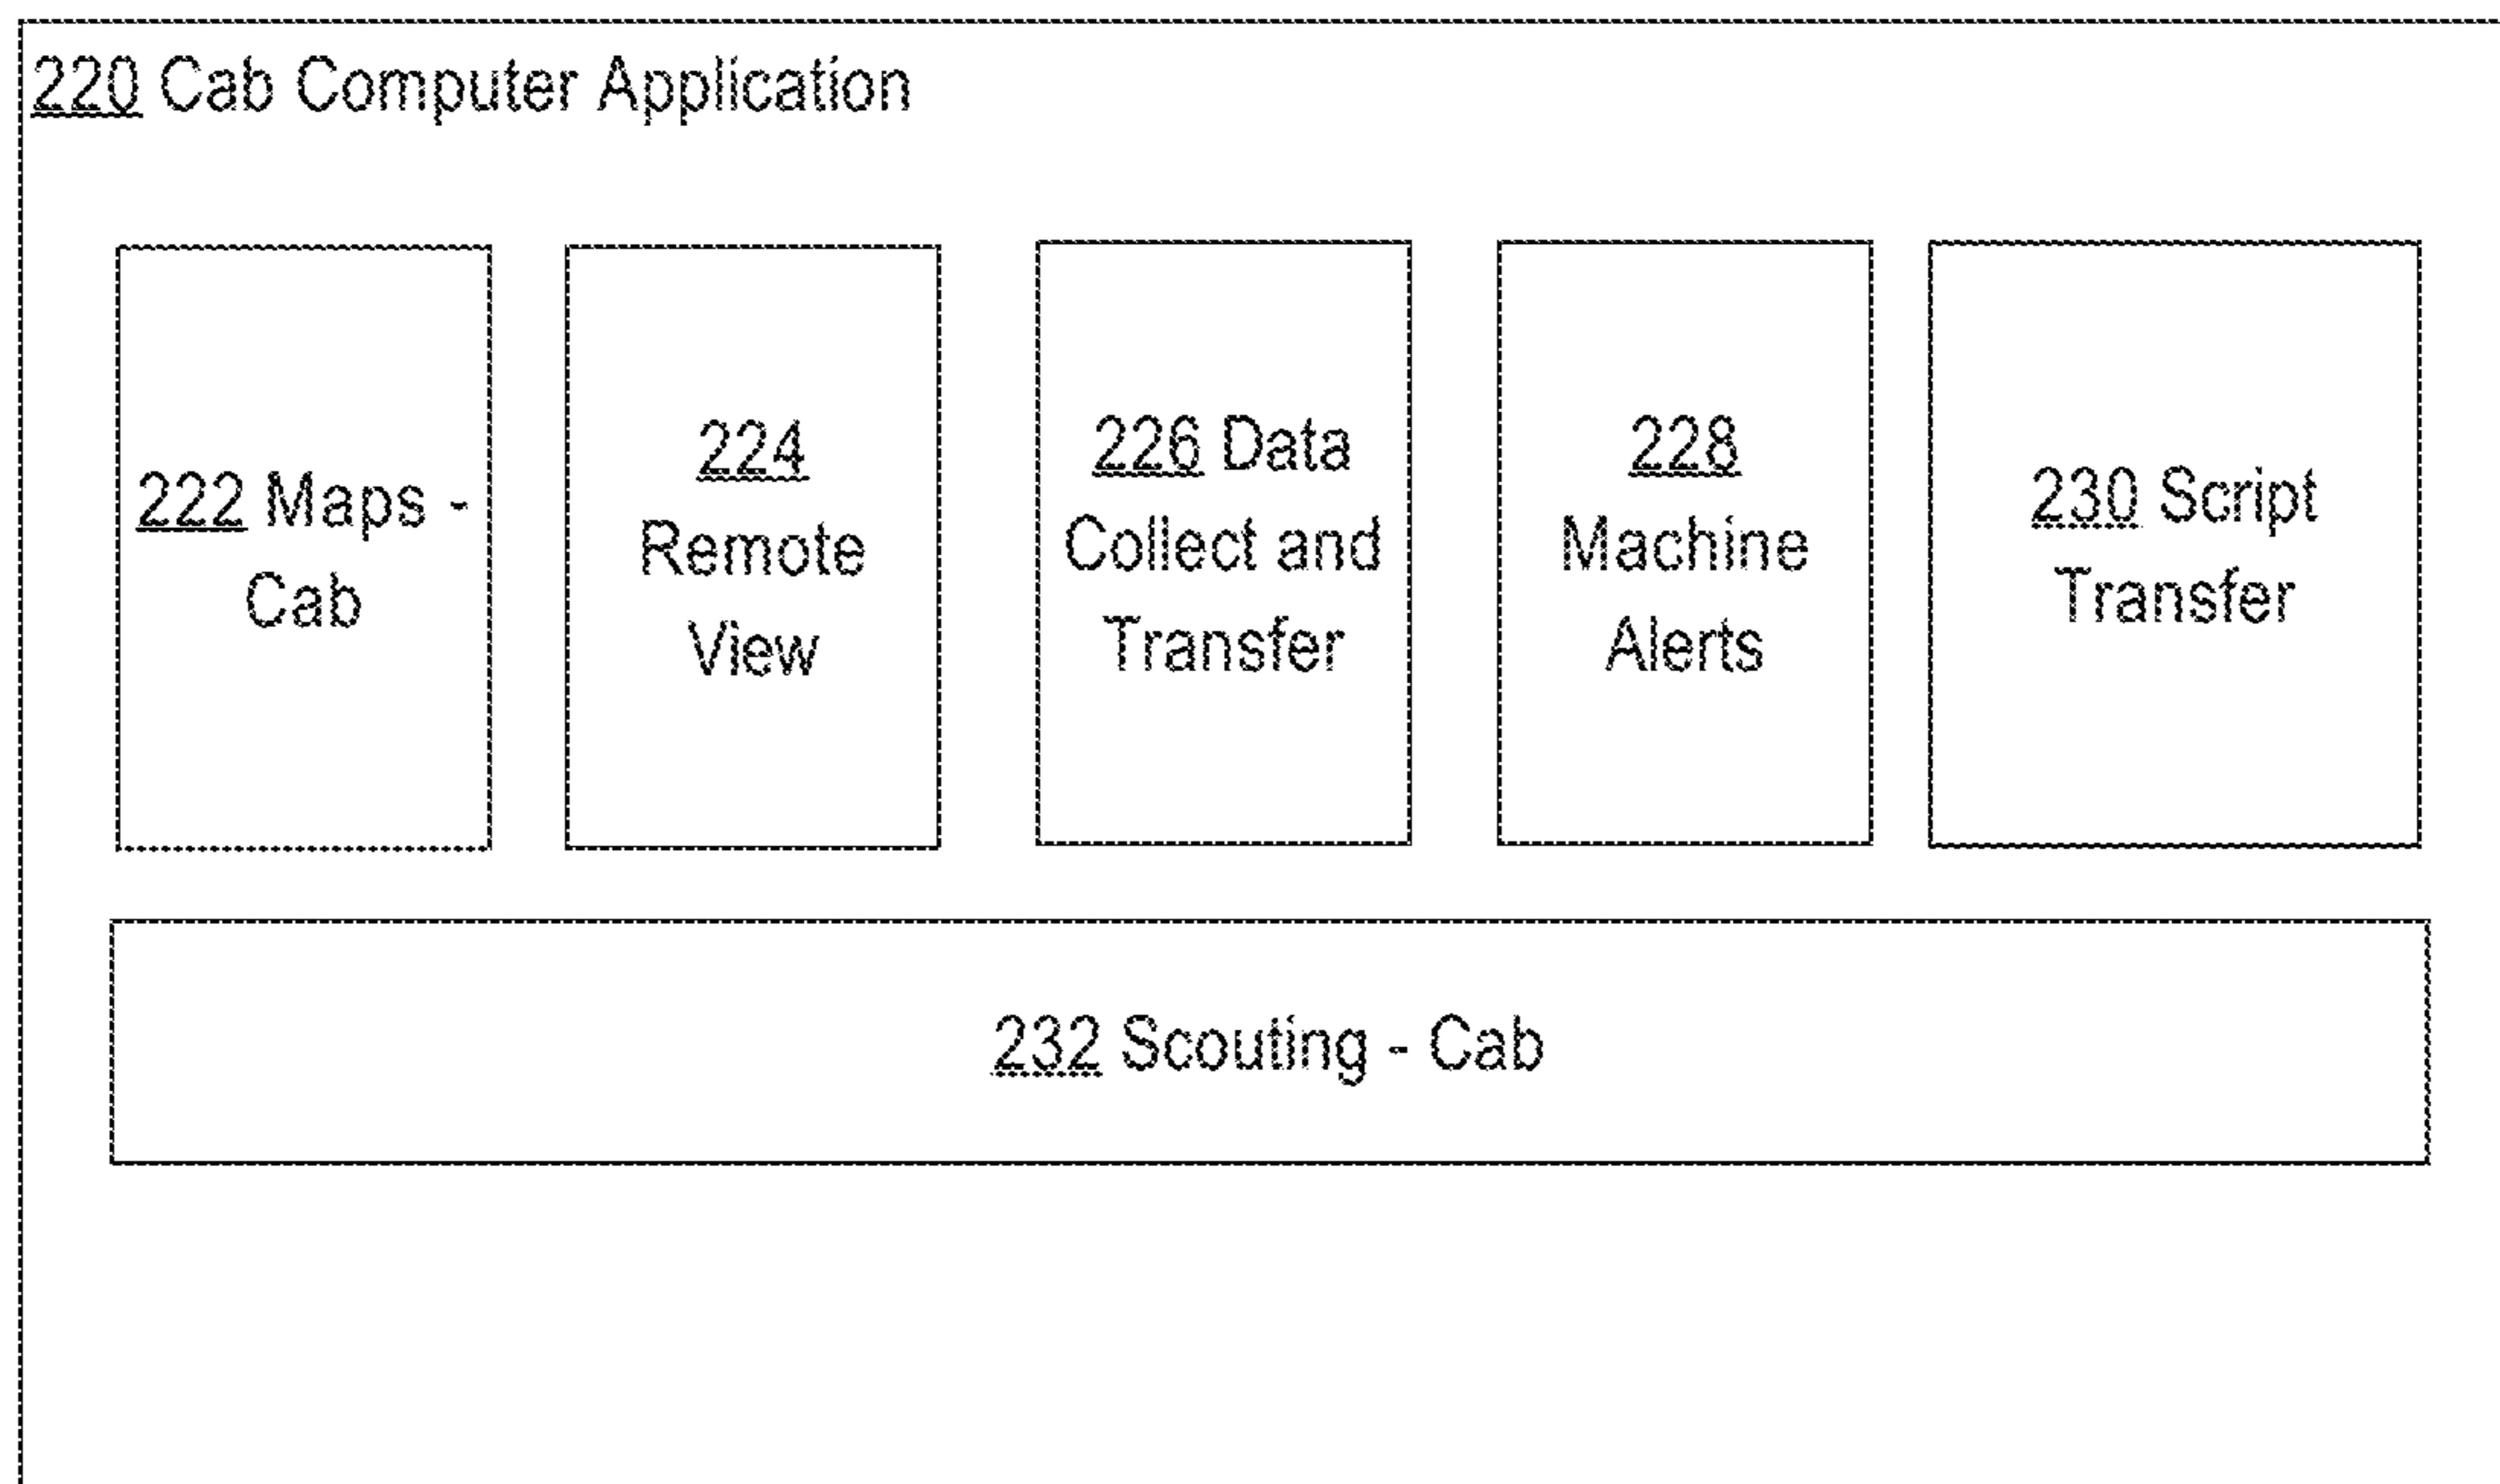 220 Cab Computer Application
222 Maps -
Cab
224
Remote
View
226 Data
Collect and
Transfer
228
Machine
Alerts
230 Script
Transfer
232 Scouting - Cab